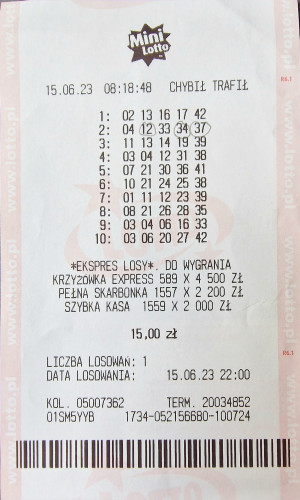 Mini
Lotto
15.06.23 08:18:48 CHYBIŁ TRAFIŁ
1: 02 13 16 17 42
2: 04 12 33 34 37
3: 11 13 14 19 39
4: 03 04 12 31 38
5: 07 21 30 36 41
6: 10 21 24 25 38
7: 01 11 12 23 39
8: 08 21 26 28 35
9: 03 04 06 16 33
10: 03 06 20 27 42
*EKSPRES LOSY*. DO WYGRANIA
KRZYŻÓWKA EXPRESS 589 X 4 500 ZŁ
PEŁNA SKARBONKA 1557 X 2 200 ZŁ
SZYBKA KASA 1559 X 2 000 ZŁ
15,00 zł
LICZBA LOSOWAŃ: 1
DATA LOSOWANIA: 15.06.23 22:00
KOL. 05007362 TERM. 20034852
01SM5YYB 1734-052156680-100724
www.lotto.pl